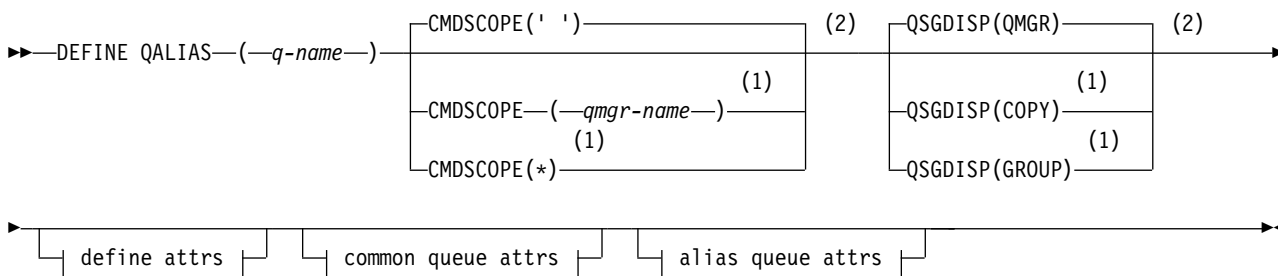 CMDSCOPE(' ') (2) QSGDISP(QMGR) (2)
DEFINE QALIAS ( q-name )
(1) (1)
CMDSCOPE ( qmgr-name ) QSGDISP(COPY)
(1) (1)
CMDSCOPE(*) QSGDISP(GROUP)
define attrs common queue attrs alias queue attrs